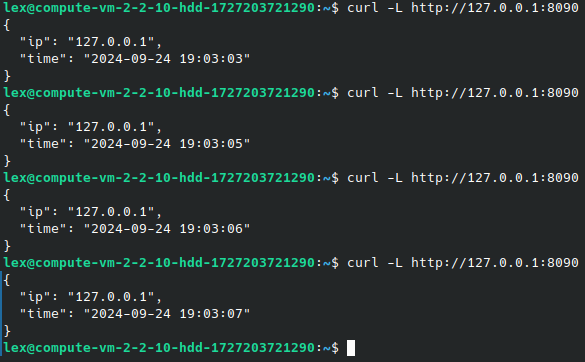 lex@compute-vm-2-2-10-hdd-1727203721290:~$ curl -L http://127.0.0.1:8090
{
  "ip": "127.0.0.1",
  "time": "2024-09-24 19:03:03"
}
lex@compute-vm-2-2-10-hdd-1727203721290:~$ curl -L http://127.0.0.1:8090
{
  "ip": "127.0.0.1",
  "time": "2024-09-24 19:03:05"
}
lex@compute-vm-2-2-10-hdd-1727203721290:~$ curl -L http://127.0.0.1:8090
{
  "ip": "127.0.0.1",
  "time": "2024-09-24 19:03:06"
}
lex@compute-vm-2-2-10-hdd-1727203721290:~$ curl -L http://127.0.0.1:8090
{
  "ip": "127.0.0.1",
  "time": "2024-09-24 19:03:07"
}
lex@compute-vm-2-2-10-hdd-1727203721290:~$